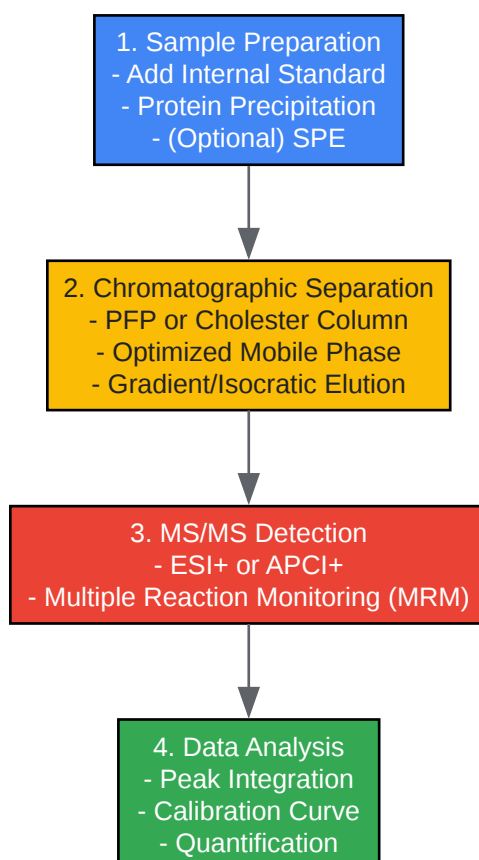 1. Sample Preparation
- Add Internal Standard
- Protein Precipitation
- (Optional) SPE
2. Chromatographic Separation
- PFP or Cholester Column
- Optimized Mobile Phase
- Gradient/Isocratic Elution
3. MS/MS Detection
- ESI+ or APCI+
- Multiple Reaction Monitoring (MRM)
4. Data Analysis
- Peak Integration
- Calibration Curve
- Quantification